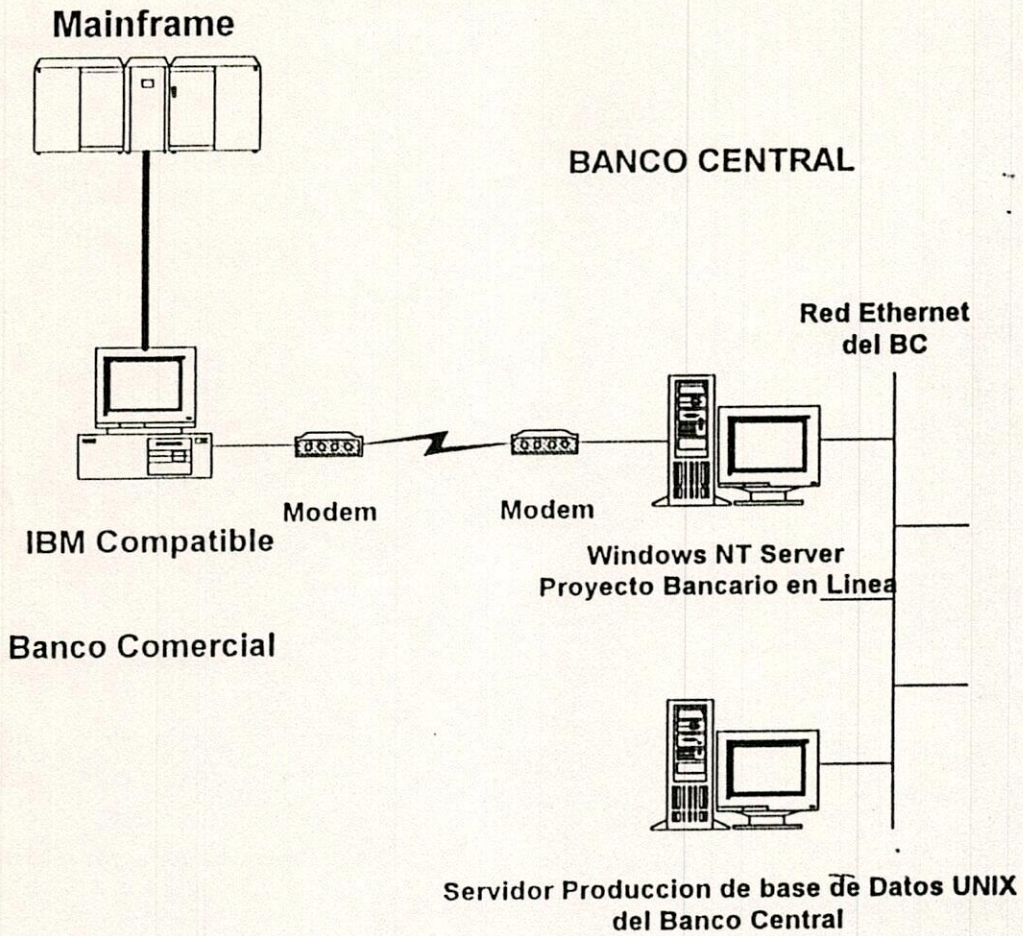 Mainframe
BANCO CENTRAL
Red Ethernet
del BC
Modem
Modem
IBM Compatible
Windows NT Server
Proyecto Bancario en Linea
Banco Comercial
Servidor Produccion de base de Datos UNIX
del Banco Central